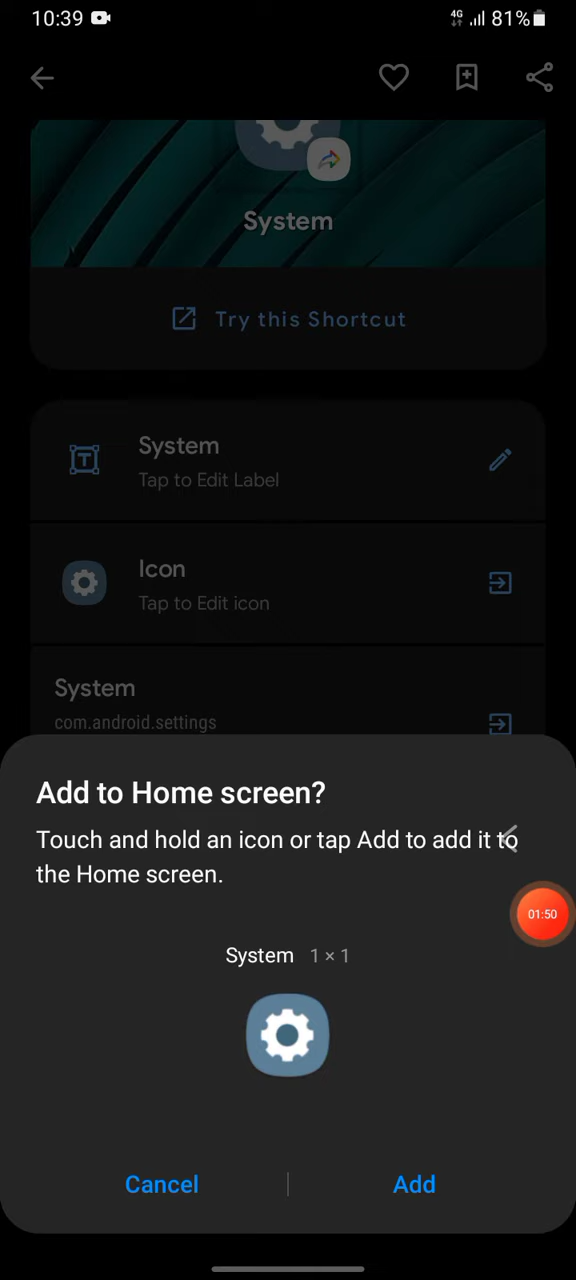 10:39
4G 81%
System
Try this Shortcut
System
Tap to Edit Label
Icon
Tap to Edit icon
System
com.android.settings
Add to Home screen?
Touch and hold an icon or tap Add to add it to
the Home screen.
01:50
System 1 × 1
Cancel Add